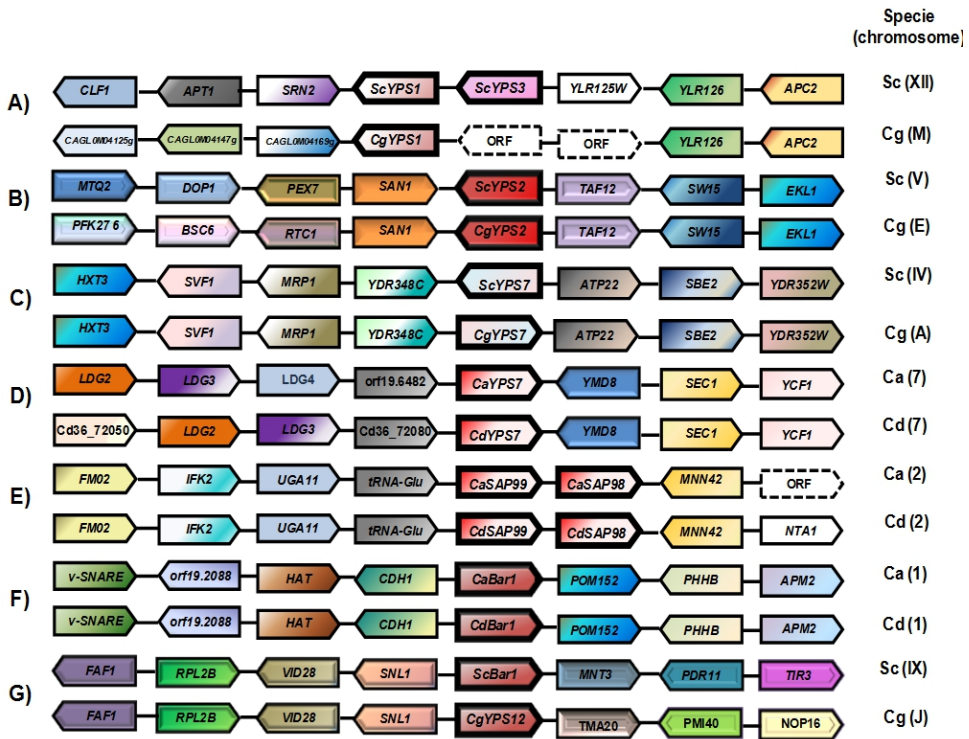 Specie
(chromosome)
A) CLF1 APT1 SRN2 ScYPS1 ScYPS3 YLR125W YLR126 APC2 Sc (XII)
CAGL0M04125g CAGL0M04147g CAGL0M04169g CgYPS1 ORF ORF YLR126 APC2 Cg (M)
B) MTQ2 DOP1 PEX7 SAN1 ScYPS2 TAF12 SW15 EKL1 Sc (V)
PFK27 6 BSC6 RTC1 SAN1 CgYPS2 TAF12 SW15 EKL1 Cg (E)
C) HXT3 SVF1 MRP1 YDR348C ScYPS7 ATP22 SBE2 YDR352W Sc (IV)
HXT3 SVF1 MRP1 YDR348C CgYPS7 ATP22 SBE2 YDR352W Cg (A)
D) LDG2 LDG3 LDG4 orf19.6482 CaYPS7 YMD8 SEC1 YCF1 Ca (7)
Cd36_72050 LDG2 LDG3 Cd36_72080 CdYPS7 YMD8 SEC1 YCF1 Cd (7)
E) FM02 IFK2 UGA11 tRNA-Glu CaSAP99 CaSAP98 MNN42 ORF Ca (2)
FM02 IFK2 UGA11 tRNA-Glu CdSAP99 CdSAP98 MNN42 NTA1 Cd (2)
F) v-SNARE orf19.2088 HAT CDH1 CaBar1 POM152 PHHB APM2 Ca (1)
v-SNARE orf19.2088 HAT CDH1 CdBar1 POM152 PHHB APM2 Cd (1)
G) FAF1 RPL2B VID28 SNL1 ScBar1 MNT3 PDR11 TIR3 Sc (IX)
FAF1 RPL2B VID28 SNL1 CgYPS12 TMA20 PMI40 NOP16 Cg (J)